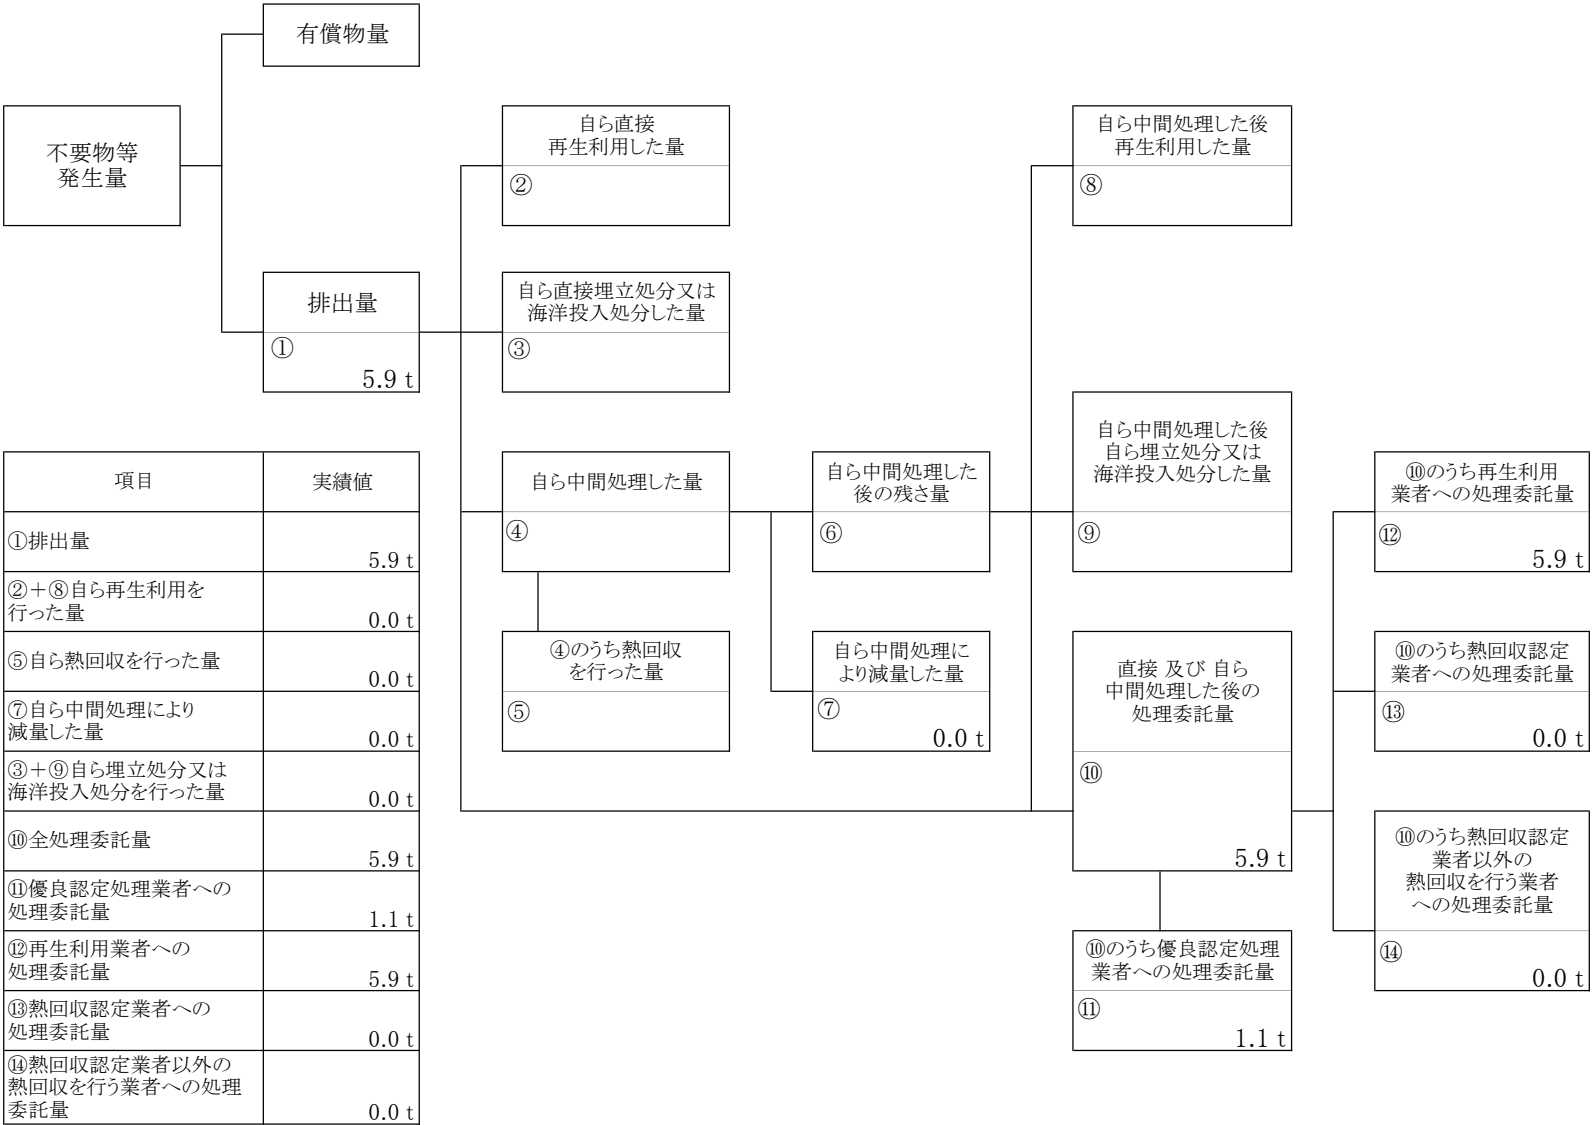 有償物量
不要物等
発生量
自ら直接
再生利用した量
②
自ら中間処理した後
再生利用した量
⑧
排出量
①
5.9 t
自ら直接埋立処分又は
海洋投入処分した量
③
自ら中間処理した量
④
自ら中間処理した
後の残さ量
⑥
自ら中間処理した後
自ら埋立処分又は
海洋投入処分した量
⑨
⑩のうち再生利用
業者への処理委託量
⑫
5.9 t
④のうち熱回収
を行った量
⑤
自ら中間処理に
より減量した量
⑦
0.0 t
直接 及び 自ら
中間処理した後の
処理委託量
⑩
5.9 t
⑩のうち熱回収認定
業者への処理委託量
⑬
0.0 t
⑩のうち熱回収認定
業者以外の
熱回収を行う業者
への処理委託量
⑭
0.0 t
⑩のうち優良認定処理
業者への処理委託量
⑪
1.1 t
項目 実績値
①排出量
5.9 t
②＋⑧自ら再生利用を
行った量
0.0 t
⑤自ら熱回収を行った量
0.0 t
⑦自ら中間処理により
減量した量
0.0 t
③＋⑨自ら埋立処分又は
海洋投入処分を行った量
0.0 t
⑩全処理委託量
5.9 t
⑪優良認定処理業者への
処理委託量
1.1 t
⑫再生利用業者への
処理委託量
5.9 t
⑬熱回収認定業者への
処理委託量
0.0 t
⑭熱回収認定業者以外の
熱回収を行う業者への処理
委託量
0.0 t